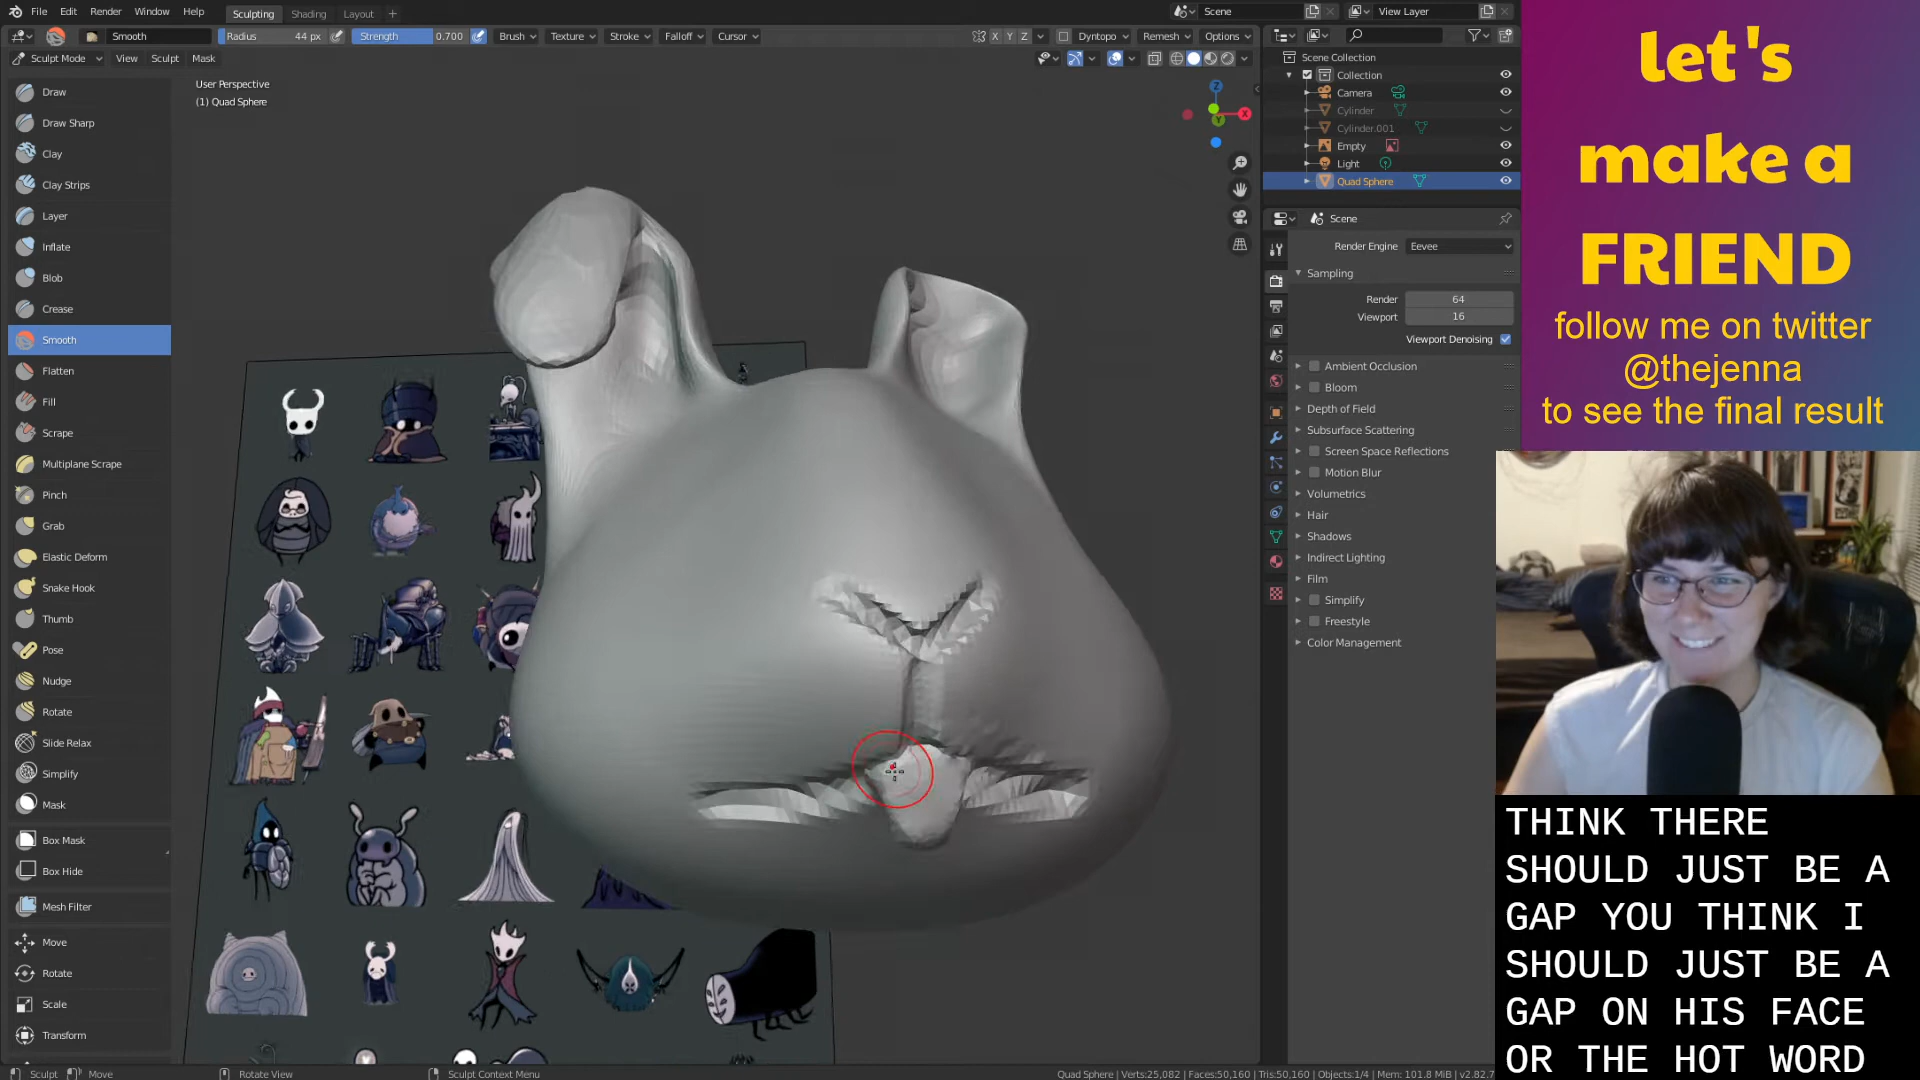 File Edit Render Window Help Sculpting Shading Layout + Scene View Layer
Smooth Radius 44 px Strength 0.700 Brush Texture Stroke Falloff Cursor X Y Z Dyntopo Remesh Options
Sculpt Mode View Sculpt Mask
User Perspective
(1) Quad Sphere
Draw
Draw Sharp
Clay
Clay Strips
Layer
Inflate
Blob
Crease
Smooth
Flatten
Fill
Scrape
Multiplane Scrape
Pinch
Grab
Elastic Deform
Snake Hook
Thumb
Pose
Nudge
Rotate
Slide Relax
Simplify
Mask
Box Mask
Box Hide
Mesh Filter
Move
Rotate
Scale
Transform
Z
X
Y
Scene Collection
Collection
Camera
Cylinder
Cylinder.001
Empty
Light
Quad Sphere
Scene
Render Engine Eevee
Sampling
Render 64
Viewport 16
Viewport Denoising
Ambient Occlusion
Bloom
Depth of Field
Subsurface Scattering
Screen Space Reflections
Motion Blur
Volumetrics
Hair
Shadows
Indirect Lighting
Film
Simplify
Freestyle
Color Management
let's
make a
FRIEND
follow me on twitter
@thejenna
to see the final result
THINK THERE
SHOULD JUST BE A
GAP YOU THINK I
SHOULD JUST BE A
GAP ON HIS FACE
OR THE HOT WORD
Sculpt Move Rotate View Sculpt Context Menu Quad Sphere | Verts:25,082 | Faces:50,160 | Tris:50,160 | Objects:1/4 | Mem: 101.8 MiB | v2.82.7